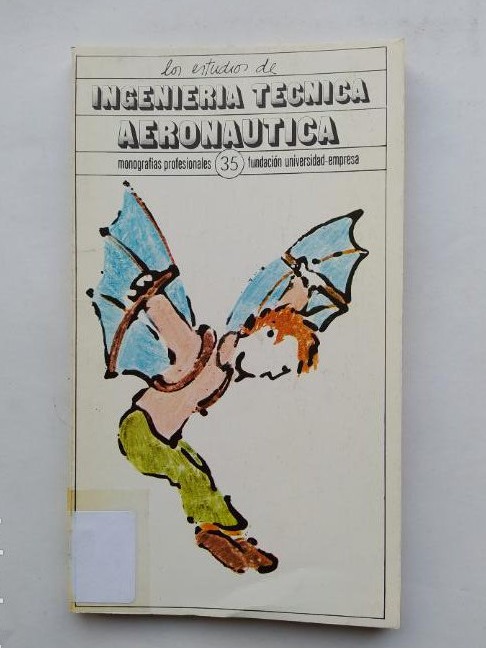 los estudios de
INGENIERIA TECNICA
AERONAUTICA
monografías profesionales 35 fundación universidad-empresa